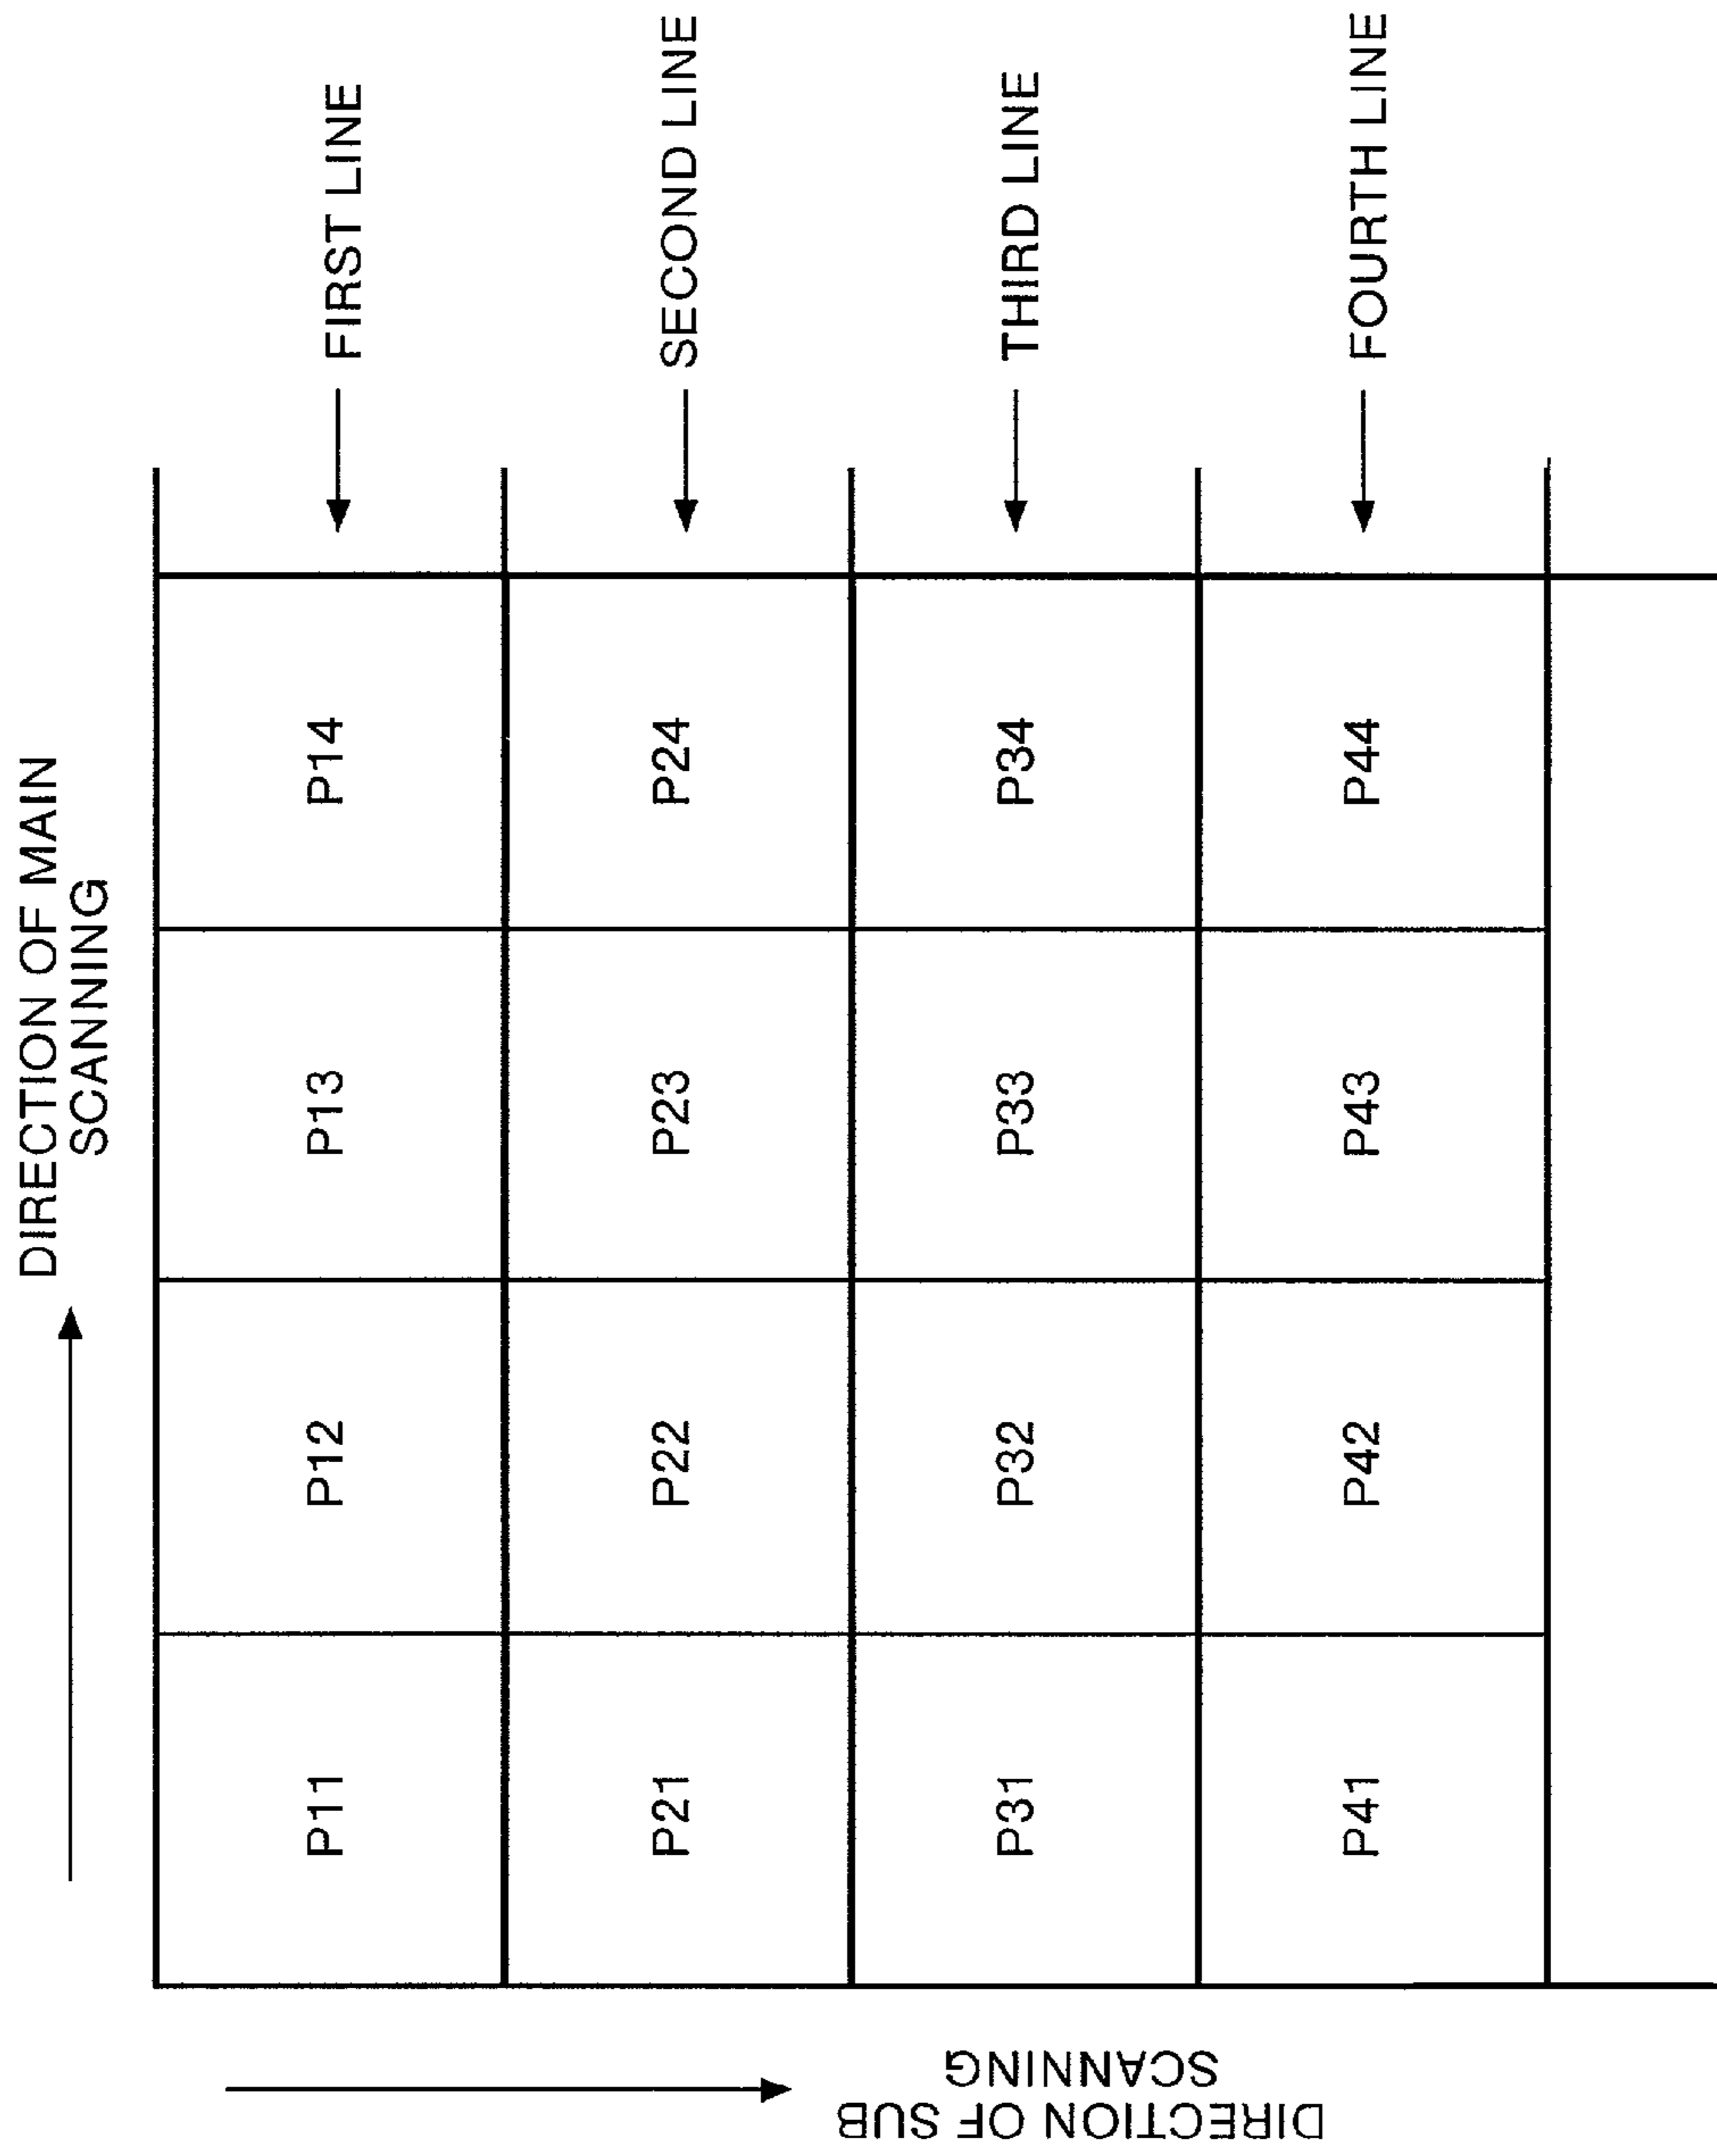 DIRECTION OF MAIN
SCANNING
DIRECTION OF SUB
SCANNING
P11 P12 P13 P14 FIRST LINE
P21 P22 P23 P24 SECOND LINE
P31 P32 P33 P34 THIRD LINE
P41 P42 P43 P44 FOURTH LINE